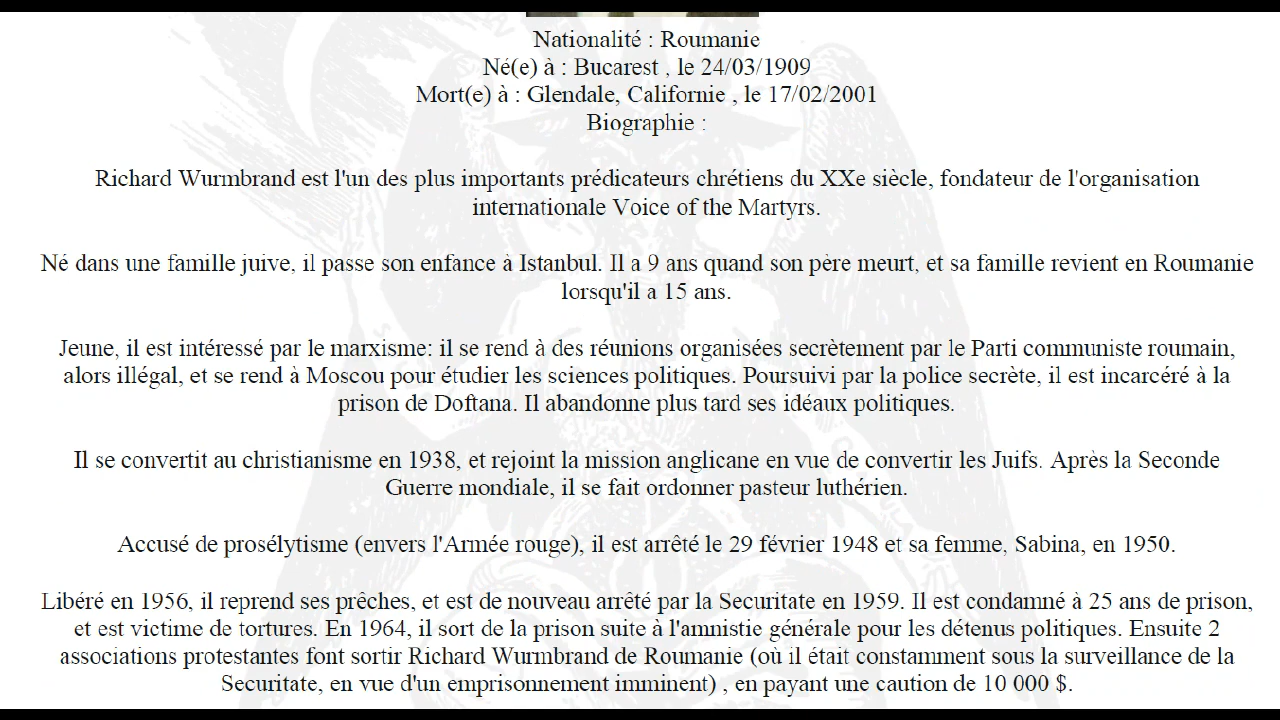 Nationalité : Roumanie
Né(e) à : Bucarest , le 24/03/1909
Mort(e) à : Glendale, Californie , le 17/02/2001
Biographie :
Richard Wurmbrand est l'un des plus importants prédicateurs chrétiens du XXe siècle, fondateur de l'organisation
internationale Voice of the Martyrs.
Né dans une famille juive, il passe son enfance à Istanbul. Il a 9 ans quand son père meurt, et sa famille revient en Roumanie
lorsqu'il a 15 ans.
Jeune, il est intéressé par le marxisme: il se rend à des réunions organisées secrètement par le Parti communiste roumain,
alors illégal, et se rend à Moscou pour étudier les sciences politiques. Poursuivi par la police secrète, il est incarcéré à la
prison de Doftana. Il abandonne plus tard ses idéaux politiques.
Il se convertit au christianisme en 1938, et rejoint la mission anglicane en vue de convertir les Juifs. Après la Seconde
Guerre mondiale, il se fait ordonner pasteur luthérien.
Accusé de prosélytisme (envers l'Armée rouge), il est arrêté le 29 février 1948 et sa femme, Sabina, en 1950.
Libéré en 1956, il reprend ses prêches, et est de nouveau arrêté par la Securitate en 1959. Il est condamné à 25 ans de prison,
et est victime de tortures. En 1964, il sort de la prison suite à l'amnistie générale pour les détenus politiques. Ensuite 2
associations protestantes font sortir Richard Wurmbrand de Roumanie (où il était constamment sous la surveillance de la
Securitate, en vue d'un emprisonnement imminent) , en payant une caution de 10 000 $.